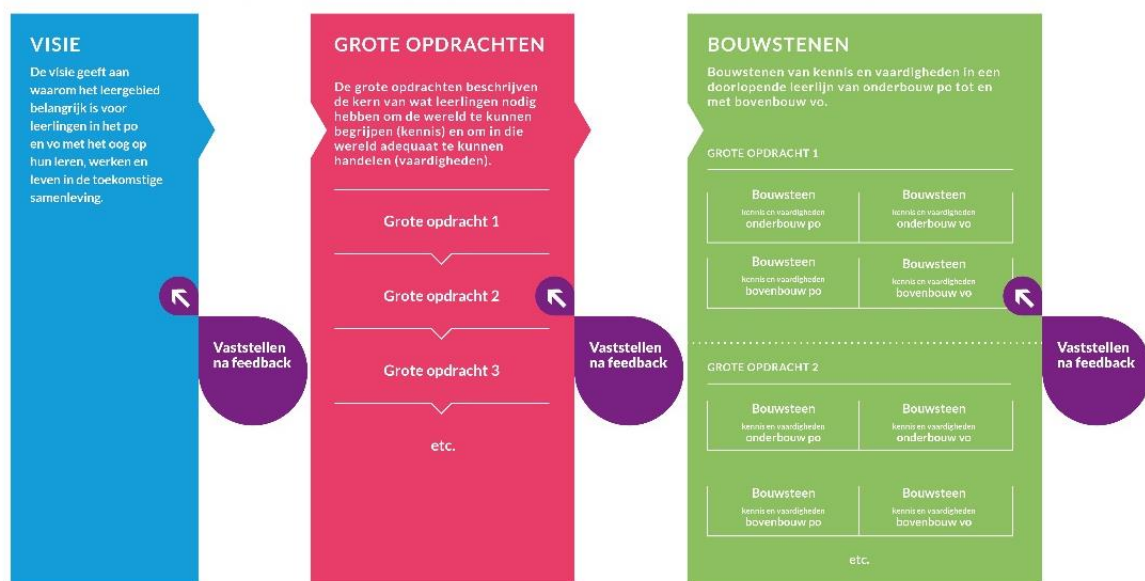 VISIE
De visie geeft aan
waarom het leergebied
belangrijk is voor
leerlingen in het po
en vo met het oog op
hun leren, werken en
leven in de toekomstige
samenleving.
Vaststellen
na feedback
GROTE OPDRACHTEN
De grote opdrachten beschrijven
de kern van wat leerlingen nodig
hebben om de wereld te kunnen
begrijpen (kennis) en om in die
wereld adequaat te kunnen
handelen (vaardigheden).
Grote opdracht 1
Grote opdracht 2
Grote opdracht 3
etc.
Vaststellen
na feedback
BOUWSTENEN
Bouwstenen van kennis en vaardigheden in een
doorlopende leerlijn van onderbouw po tot en
met bovenbouw vo.
GROTE OPDRACHT 1
Bouwsteen
kennis en vaardigheden
onderbouw po
Bouwsteen
kennis en vaardigheden
onderbouw vo
Bouwsteen
kennis en vaardigheden
bovenbouw po
Bouwsteen
kennis en vaardigheden
bovenbouw vo
GROTE OPDRACHT 2
Bouwsteen
kennis en vaardigheden
onderbouw po
Bouwsteen
kennis en vaardigheden
onderbouw vo
Bouwsteen
kennis en vaardigheden
bovenbouw po
Bouwsteen
kennis en vaardigheden
bovenbouw vo
etc.
Vaststellen
na feedback